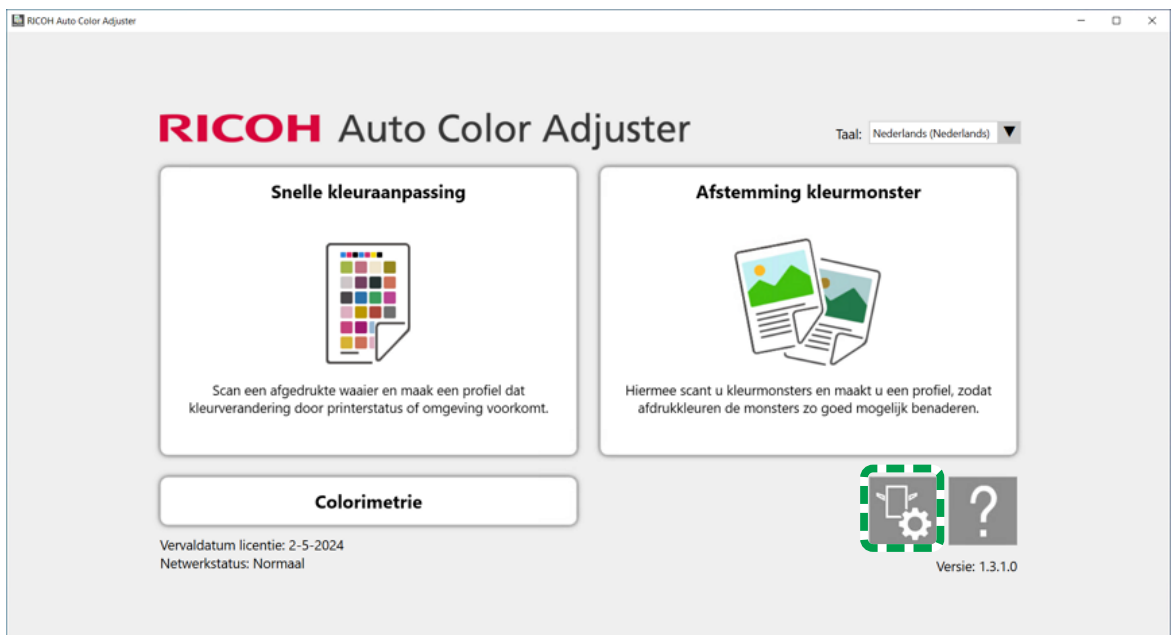 RICOH Auto Color Adjuster
RICOH Auto Color Adjuster
Taal: Nederlands (Nederlands)
Snelle kleuraanpassing
Scan een afgedrukte waaier en maak een profiel dat
kleurverandering door printerstatus of omgeving voorkomt.
Afstemming kleurmonster
Hiermee scant u kleurmonsters en maakt u een profiel, zodat
afdrukkleuren de monsters zo goed mogelijk benaderen.
Colorimetrie
?
Vervaldatum licentie: 2-5-2024
Netwerkstatus: Normaal
Versie: 1.3.1.0